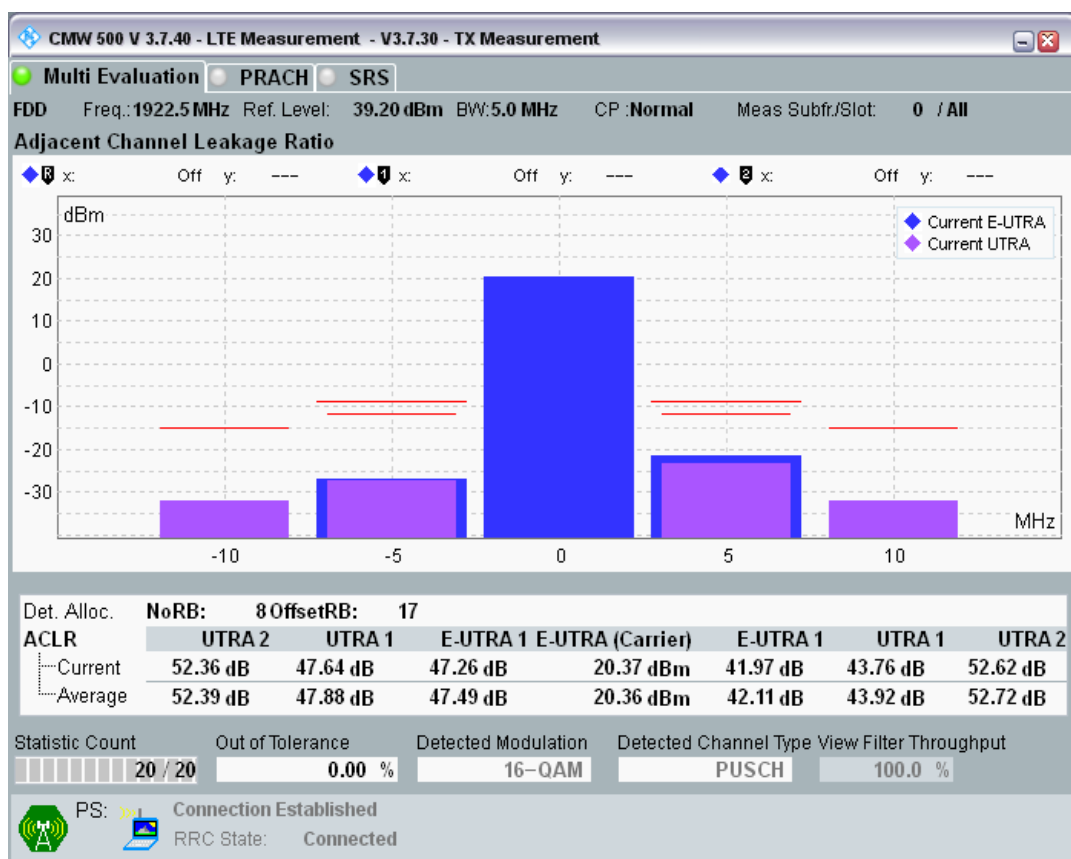 CMW 500 V 3.7.40 - LTE Measurement - V3.7.30 - TX Measurement
Multi Evaluation PRACH SRS
FDD Freq.: 1922.5 MHz Ref. Level: 39.20 dBm BW: 5.0 MHz CP : Normal Meas Subfr./Slot: 0 / All
Adjacent Channel Leakage Ratio
R x: Off y: --- 1 x: Off y: --- 2 x: Off y: ---
dBm
Current E-UTRA
Current UTRA
30
20
10
0
-10
-20
-30
MHz
-10 -5 0 5 10
Det. Alloc. NoRB: 8 OffsetRB: 17
ACLR UTRA 2 UTRA 1 E-UTRA 1 E-UTRA (Carrier) E-UTRA 1 UTRA 1 UTRA 2
Current 52.36 dB 47.64 dB 47.26 dB 20.37 dBm 41.97 dB 43.76 dB 52.62 dB
Average 52.39 dB 47.88 dB 47.49 dB 20.36 dBm 42.11 dB 43.92 dB 52.72 dB
Statistic Count Out of Tolerance Detected Modulation Detected Channel Type View Filter Throughput
20 / 20 0.00 % 16-QAM PUSCH 100.0 %
PS: Connection Established
RRC State: Connected